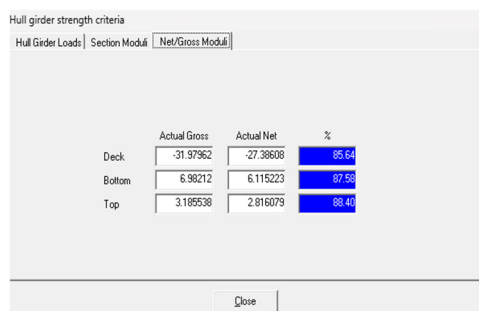 Hull girder strength criteria
Hull Girder Loads Section Moduli Net/Gross Moduli
Actual Gross Actual Net %
Deck -31.97962 -27.38608 85.64
Bottom 6.98212 6.115223 87.58
Top 3.185538 2.816079 88.40
Close